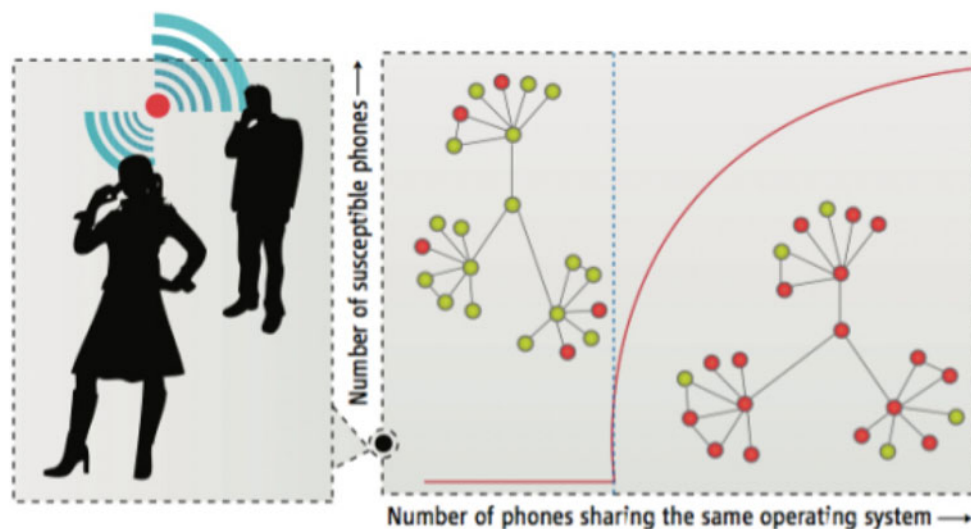 Number of susceptible phones
Number of phones sharing the same operating system